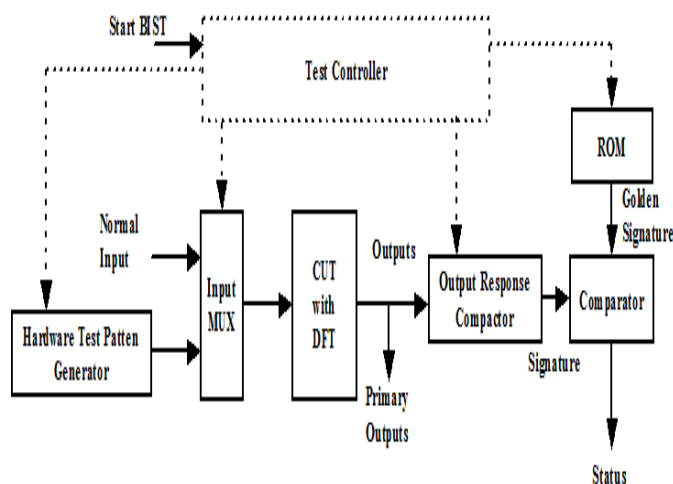 Start BIST
Test Controller
ROM
Golden
Signature
Normal
Input
Input
MUX
CUT
with
DFT
Outputs
Output Response
Compactor
Comparator
Hardware Test Patten
Generator
Signature
Primary
Outputs
Status